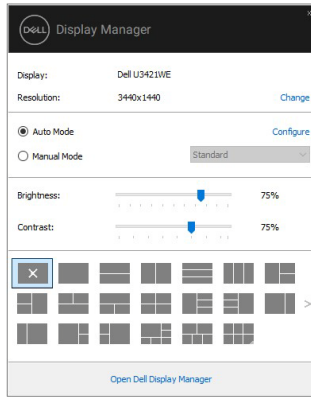 DELL Display Manager
Display: Dell U3421WE
Resolution: 3440x1440 Change
Auto Mode Configure
Manual Mode Standard
Brightness: 75%
Contrast: 75%
Open Dell Display Manager